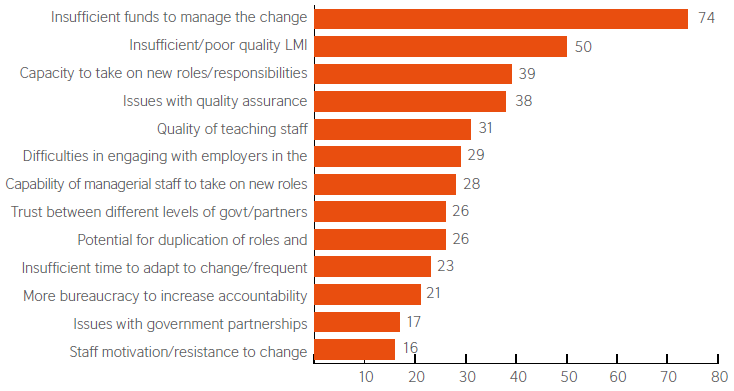 Insufficient funds to manage the change 74
Insufficient/poor quality LMI 50
Capacity to take on new roles/responsibilities 39
Issues with quality assurance 38
Quality of teaching staff 31
Difficulties in engaging with employers in the 29
Capability of managerial staff to take on new roles 28
Trust between different levels of govt/partners 26
Potential for duplication of roles and 26
Insufficient time to adapt to change/frequent 23
More bureaucracy to increase accountability 21
Issues with government partnerships 17
Staff motivation/resistance to change 16
10 20 30 40 50 60 70 80